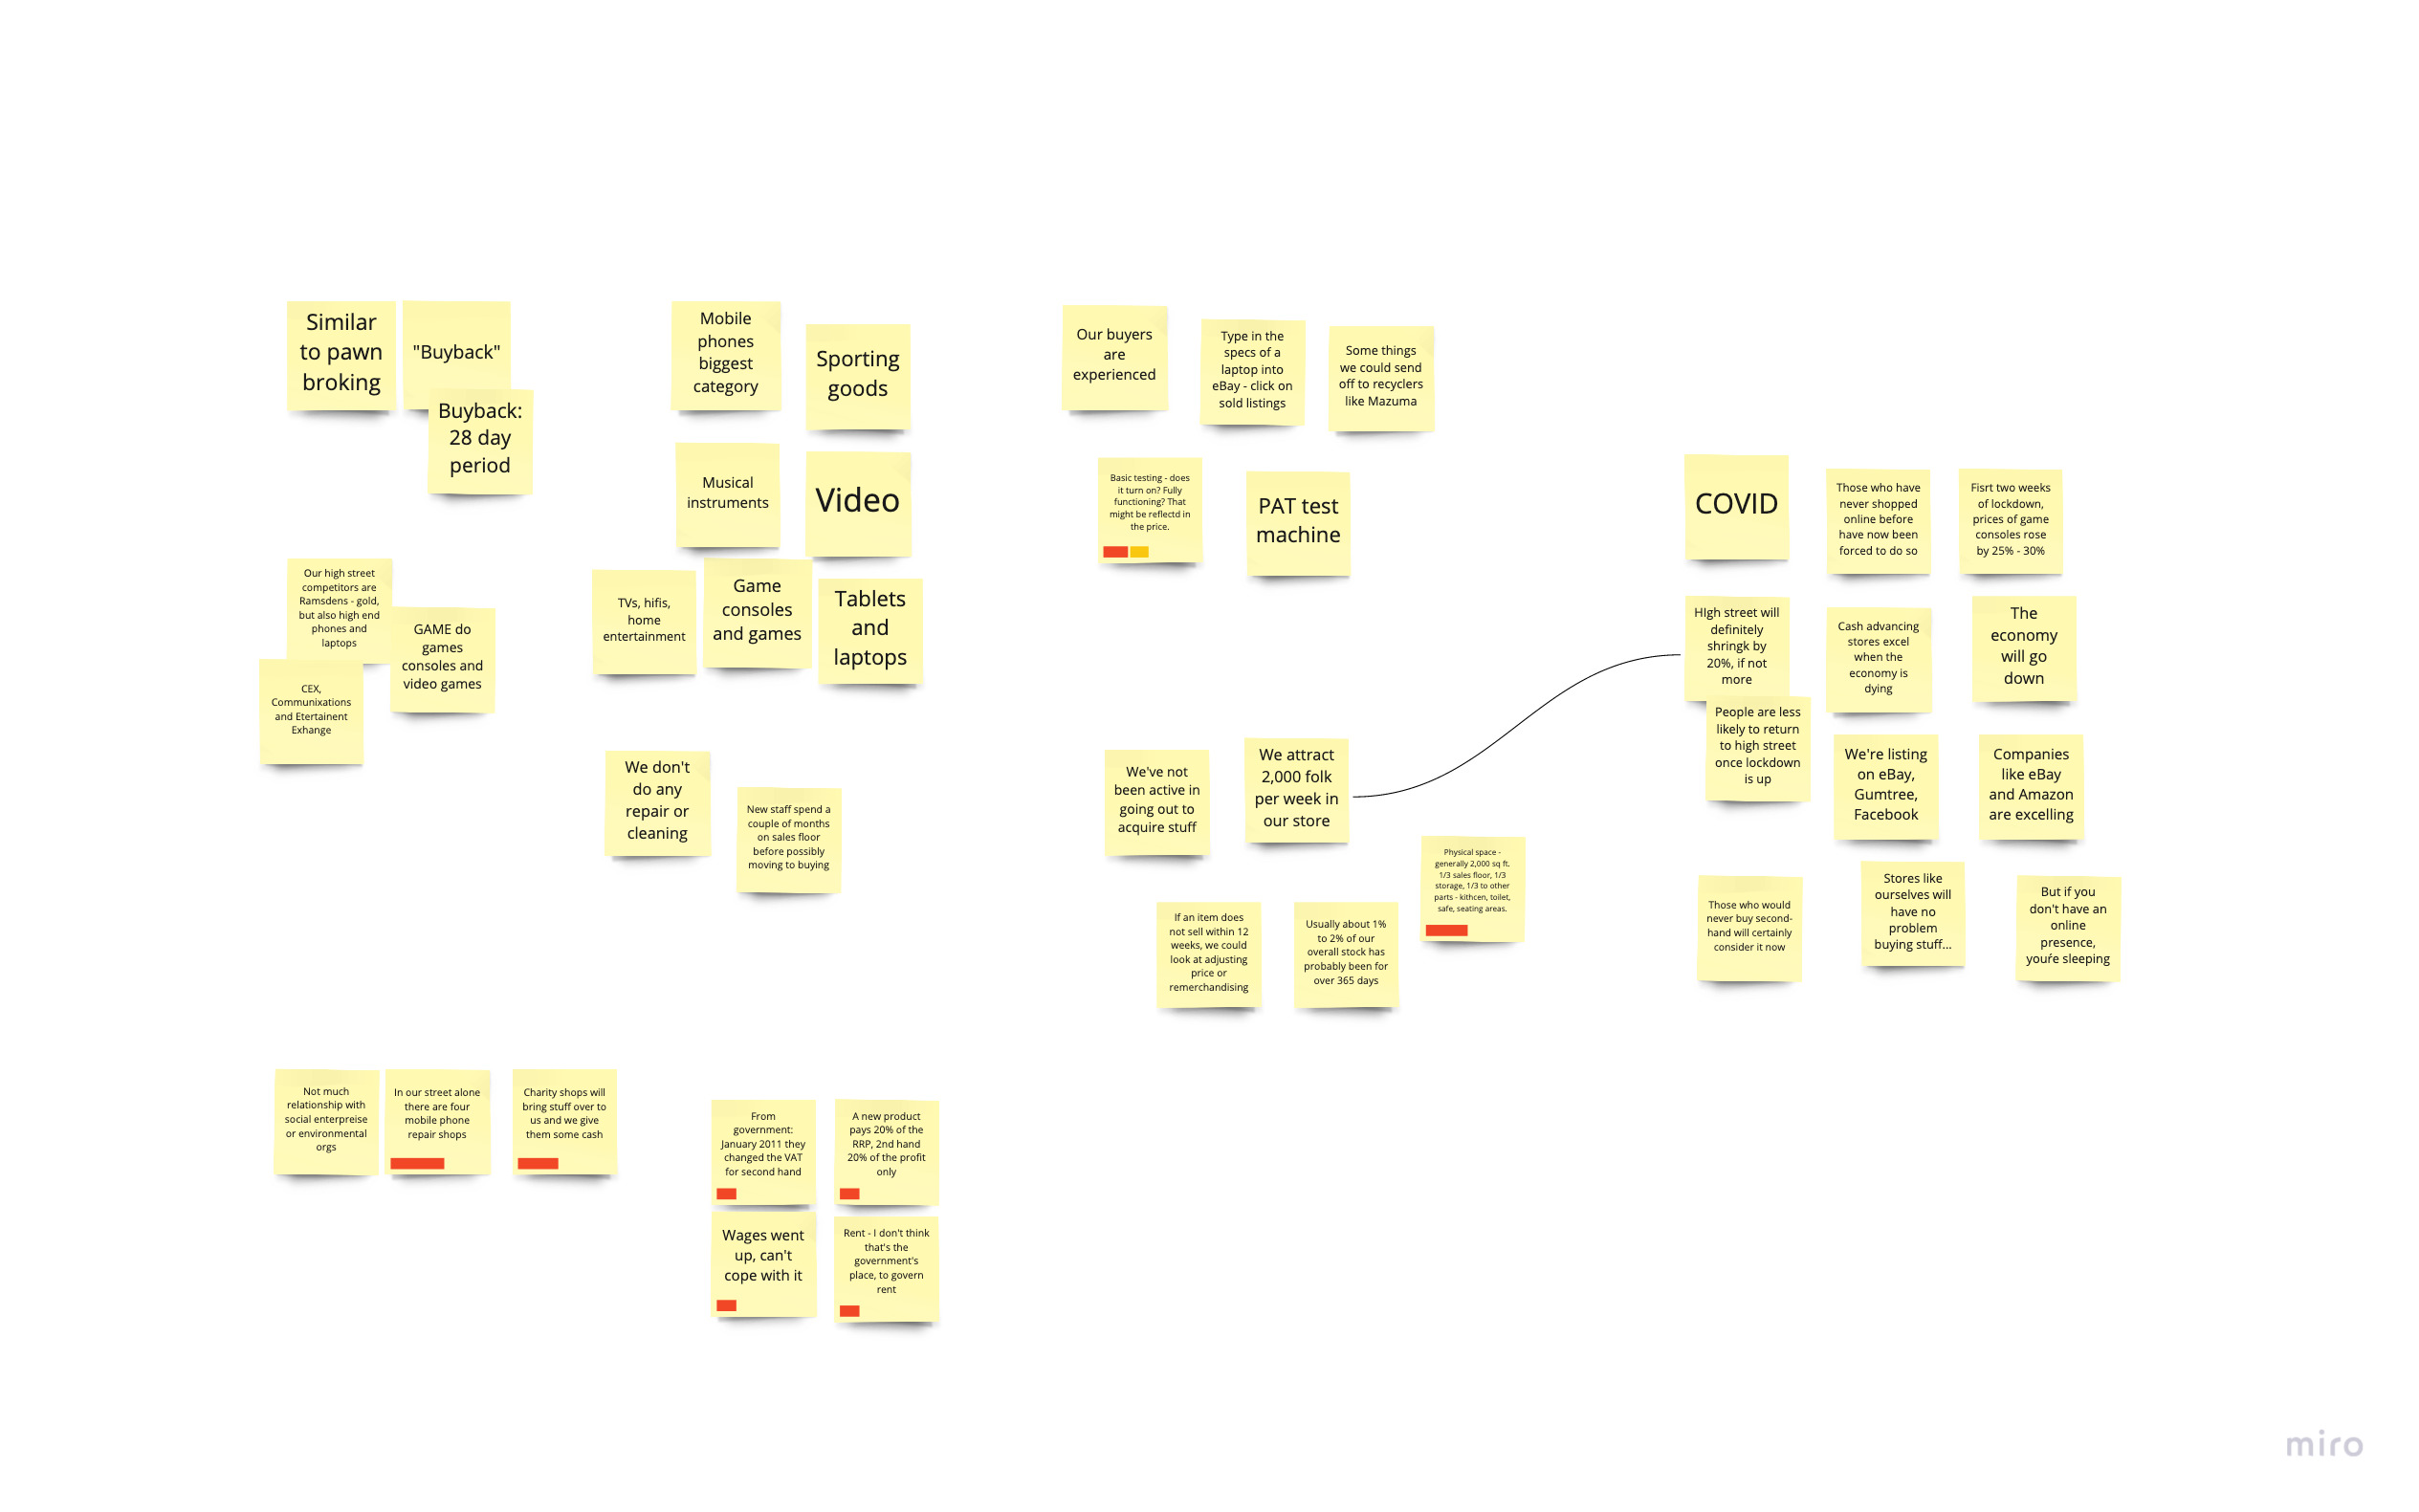 Similar
to pawn
broking
"Buyback"
Buyback:
28 day
period
Mobile
phones
biggest
category
Sporting
goods
Musical
instruments
Video
TVs, hifis,
home
entertainment
Game
consoles
and games
Tablets
and
laptops
Our high street
competitors are
Ramsdens - gold,
but also high end
phones and
laptops
GAME do
games
consoles and
video games
CEX,
Communixations
and Etertainent
Exhange
We don't
do any
repair or
cleaning
New staff spend a
couple of months
on sales floor
before possibly
moving to buying
Our buyers
are
experienced
Type in the
specs of a
laptop into
eBay - click on
sold listings
Some things
we could send
off to recyclers
like Mazuma
Basic testing - does
it turn on? Fully
functioning? That
might be reflectd in
the price.
PAT test
machine
We've not
been active in
going out to
acquire stuff
We attract
2,000 folk
per week in
our store
Physical space -
generally 2,000 sq ft.
1/3 sales floor, 1/3
storage, 1/3 to other
parts - kithcen, toilet,
safe, seating areas.
If an item does
not sell within 12
weeks, we could
look at adjusting
price or
remerchandising
Usually about 1%
to 2% of our
overall stock has
probably been for
over 365 days
COVID
Those who have
never shopped
online before
have now been
forced to do so
Fisrt two weeks
of lockdown,
prices of game
consoles rose
by 25% - 30%
HIgh street will
definitely
shringk by
20%, if not
more
Cash advancing
stores excel
when the
economy is
dying
The
economy
will go
down
People are less
likely to return
to high street
once lockdown
is up
We're listing
on eBay,
Gumtree,
Facebook
Companies
like eBay
and Amazon
are excelling
Those who would
never buy second-
hand will certainly
consider it now
Stores like
ourselves will
have no
problem
buying stuff...
But if you
don't have an
online
presence,
you´re sleeping
Not much
relationship with
social enterpreise
or environmental
orgs
In our street alone
there are four
mobile phone
repair shops
Charity shops will
bring stuff over to
us and we give
them some cash
From
government:
January 2011 they
changed the VAT
for second hand
A new product
pays 20% of the
RRP, 2nd hand
20% of the profit
only
Wages went
up, can't
cope with it
Rent - I don't think
that's the
government's
place, to govern
rent
miro